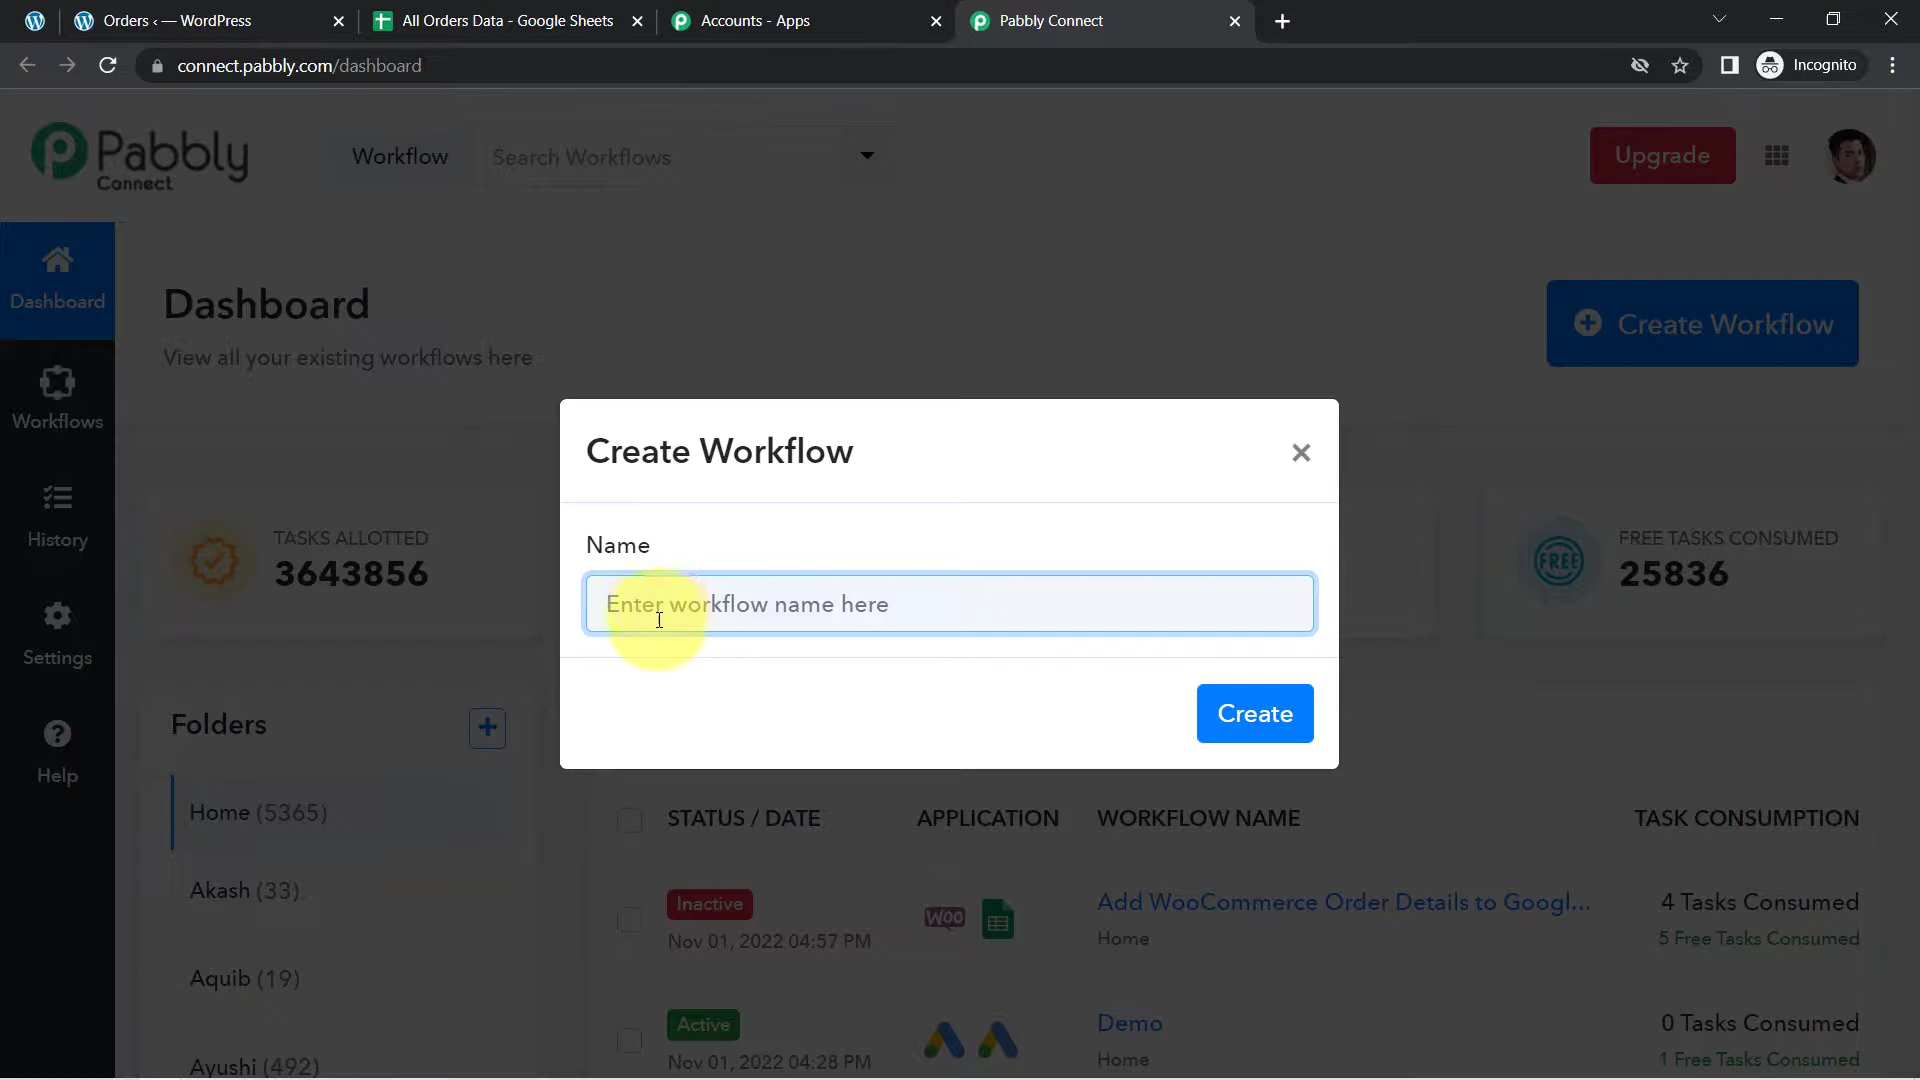 Orders ‹ — WordPress
All Orders Data - Google Sheets
Accounts - Apps
Pabbly Connect
connect.pabbly.com/dashboard
Incognito
Pabbly
Connect
Workflow
Search Workflows
Upgrade
Dashboard
Dashboard
View all your existing workflows here
Create Workflow
Workflows
Create Workflow
×
History
TASKS ALLOTTED
3643856
Name
Enter workflow name here
FREE
FREE TASKS CONSUMED
25836
Settings
Create
Help
Folders
+
Home (5365)
Akash (33)
Aquib (19)
Ayushi (492)
STATUS / DATE
APPLICATION
WORKFLOW NAME
TASK CONSUMPTION
Inactive
Nov 01, 2022 04:57 PM
WOO
Add WooCommerce Order Details to Googl...
Home
4 Tasks Consumed
5 Free Tasks Consumed
Active
Nov 01, 2022 04:28 PM
Demo
Home
0 Tasks Consumed
1 Free Tasks Consumed